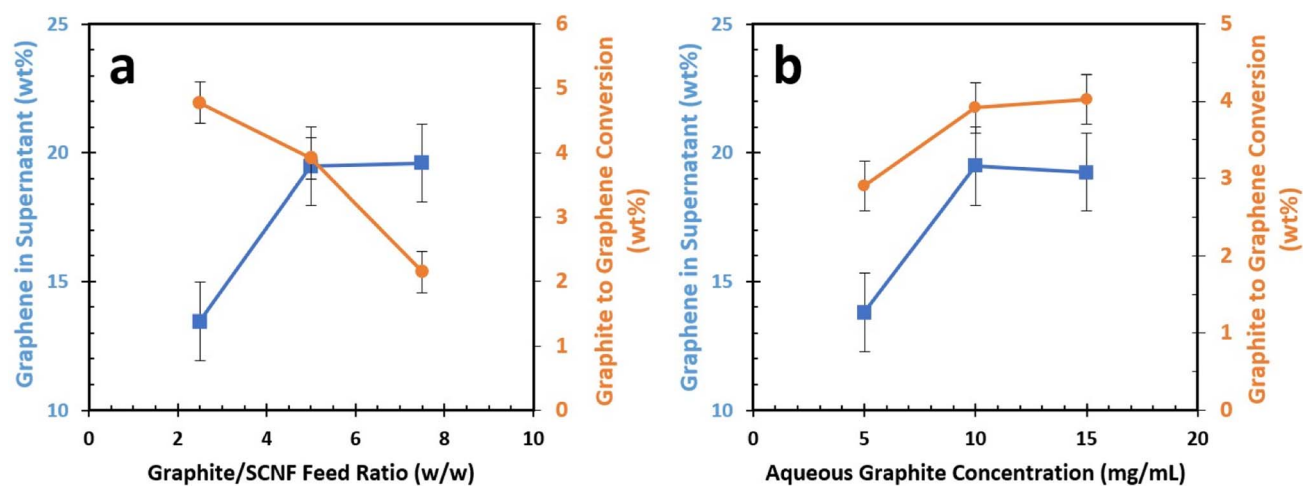 a
Graphene in Supernatant (wt%)
25
20
15
10
6
5
4
3
2
1
0
Graphite to Graphene Conversion
(wt%)
0 2 4 6 8 10
Graphite/SCNF Feed Ratio (w/w)
b
Graphene in Supernatant (wt%)
25
20
15
10
5
4
3
2
1
0
Graphite to Graphene Conversion
(wt%)
0 5 10 15 20
Aqueous Graphite Concentration (mg/mL)